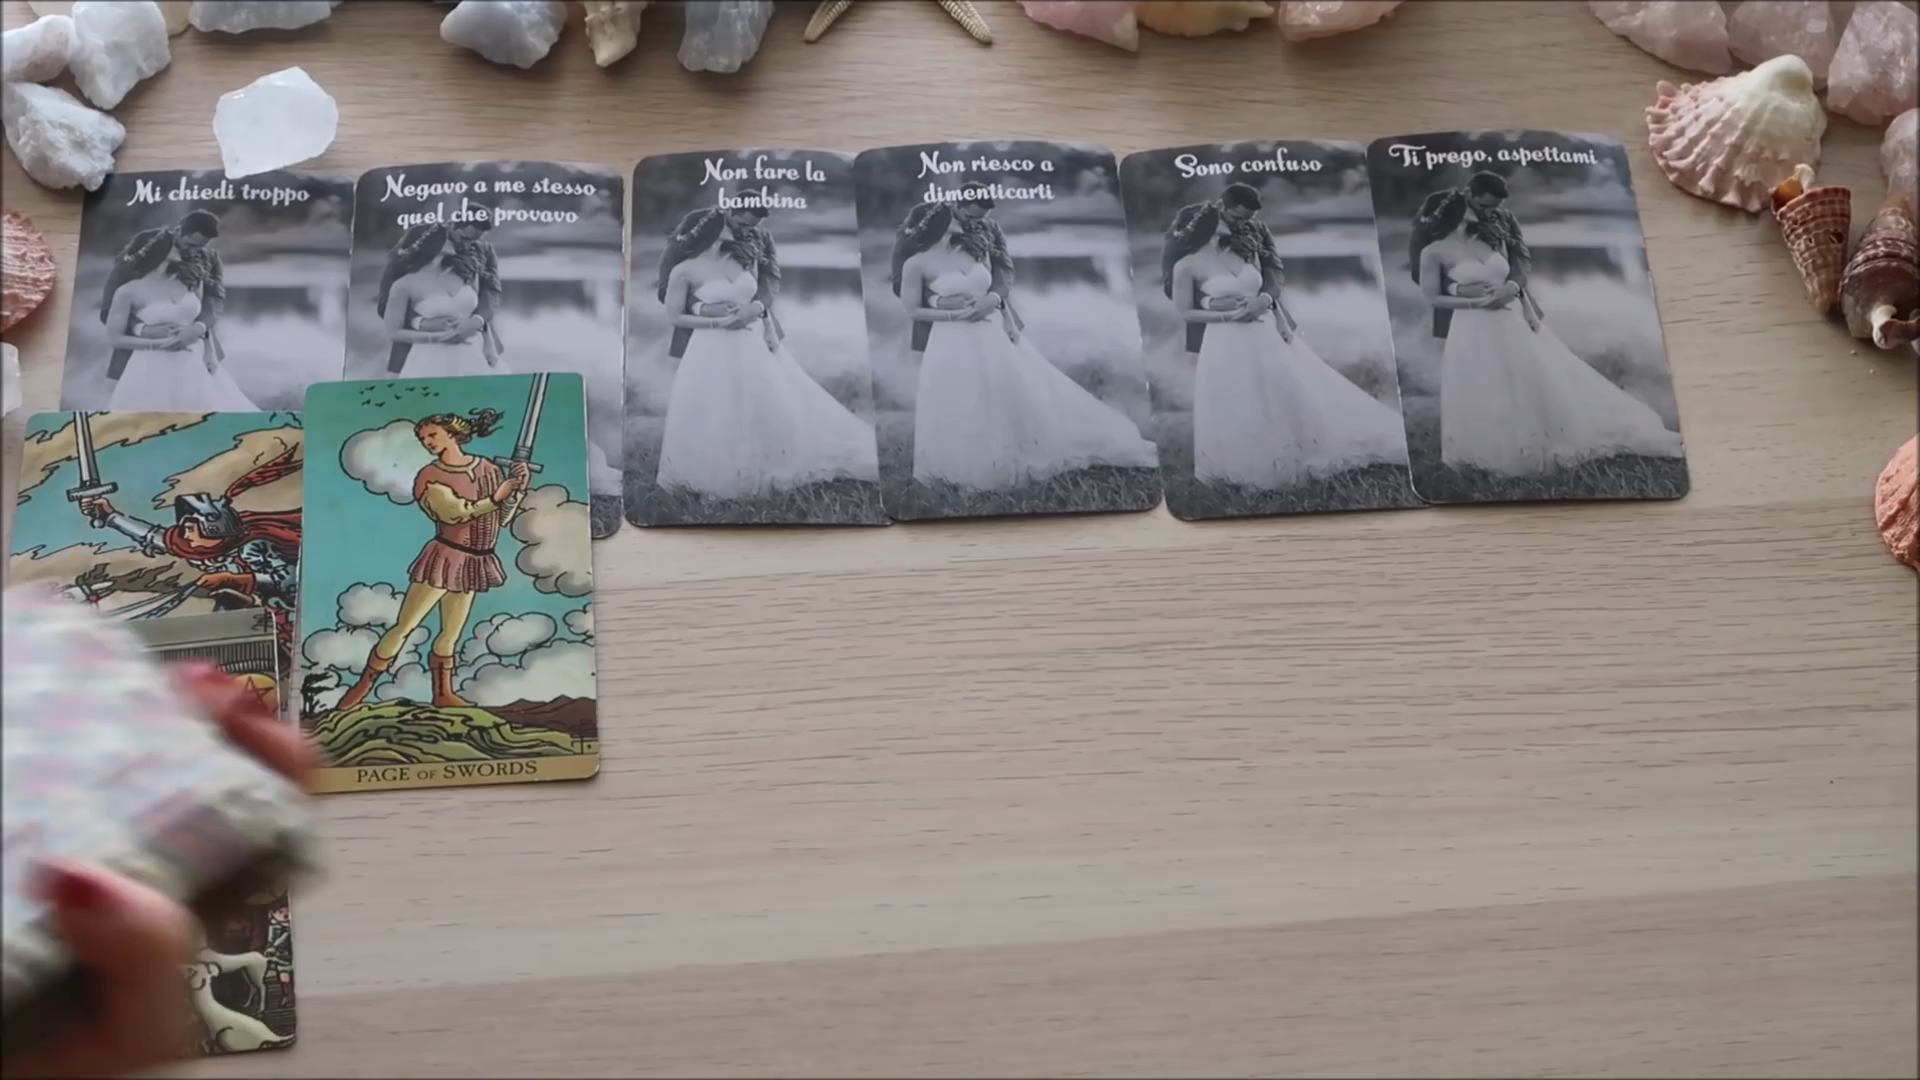 Mi chiedi troppo
Negavo a me stesso
quel che provavo
Non fare la
bambina
Non riesco a
dimenticarti
Sono confuso
Ti prego, aspettami
PAGE OF SWORDS